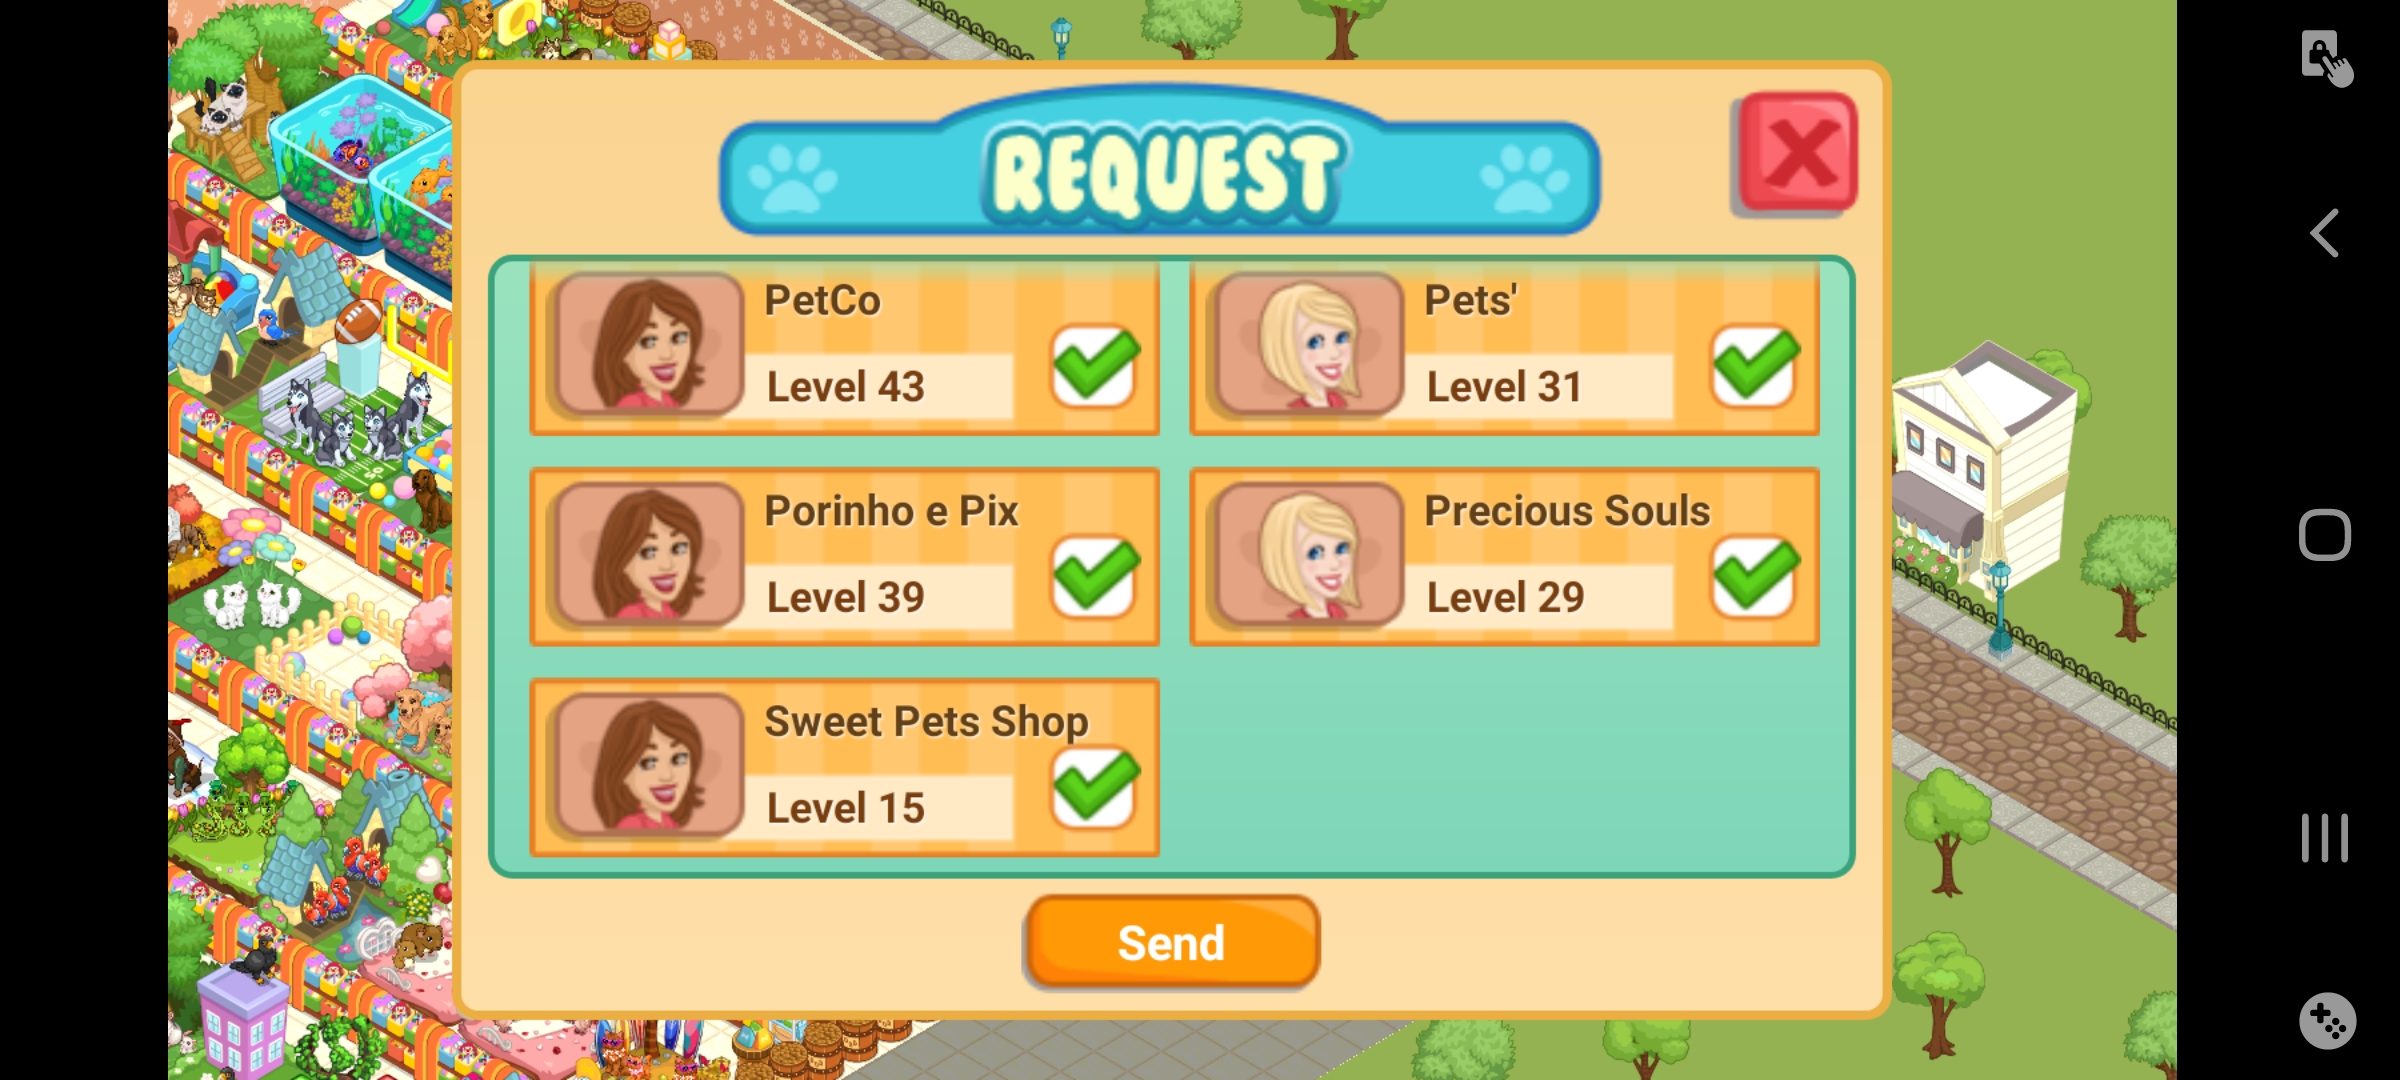 REQUEST
PetCo
Level 43
Pets'
Level 31
Porinho e Pix
Level 39
Precious Souls
Level 29
Sweet Pets Shop
Level 15
Send